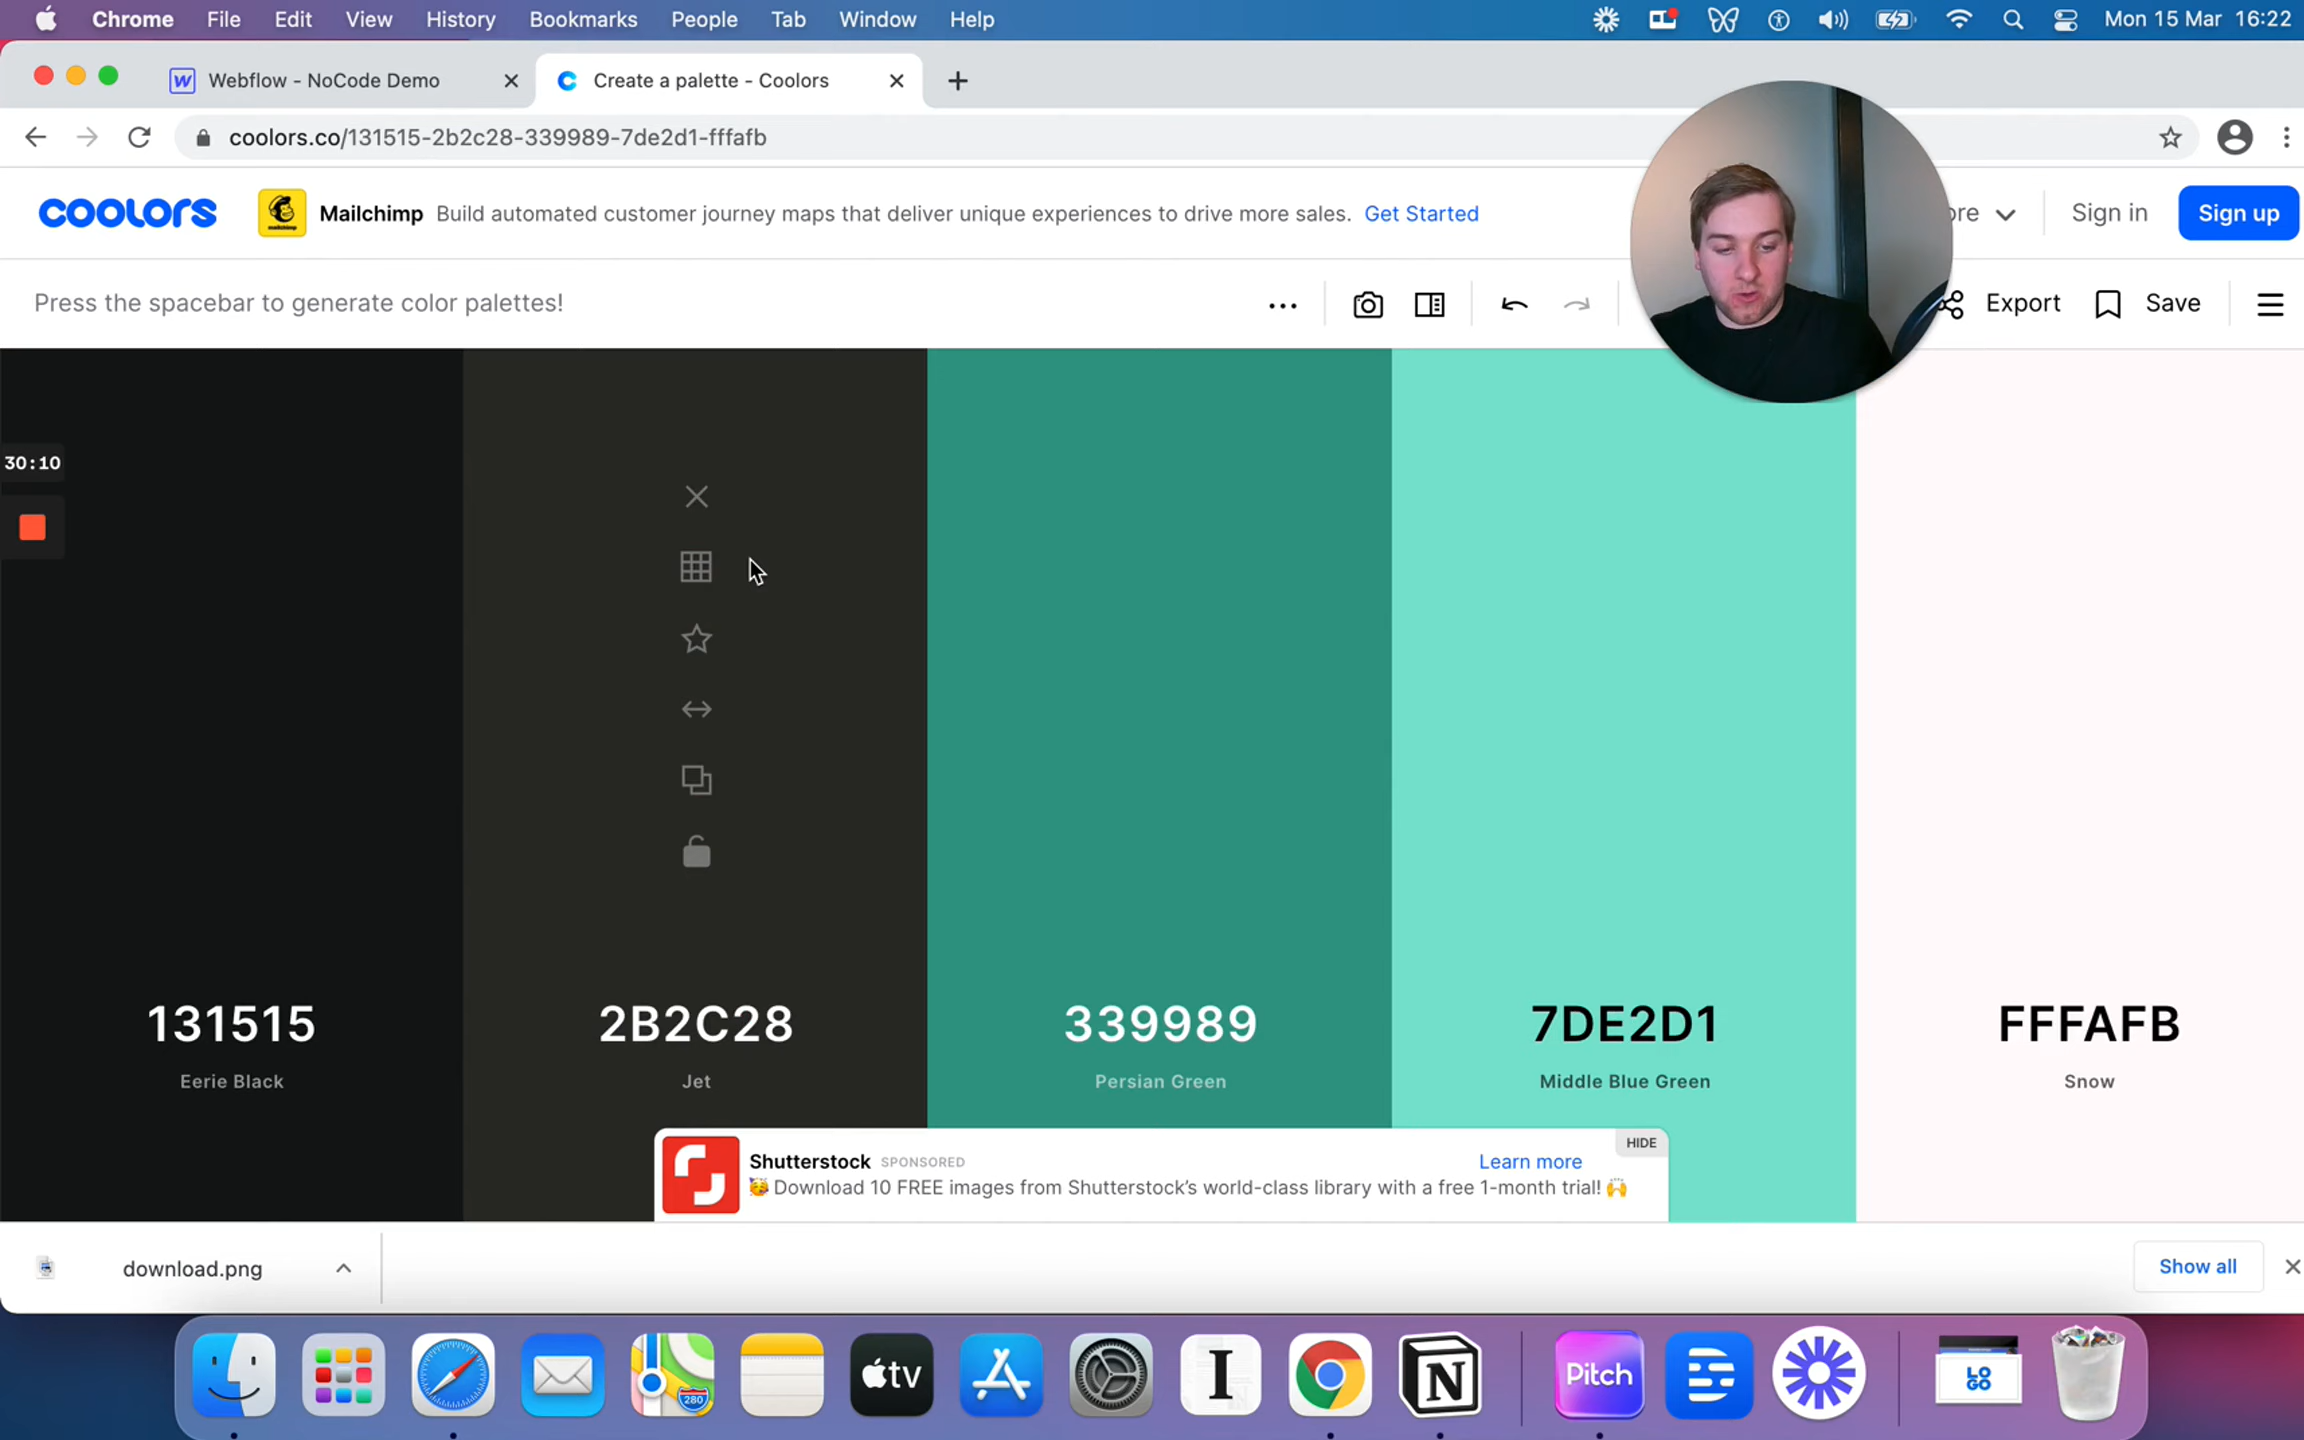 Chrome File Edit View History Bookmarks People Tab Window Help Mon 15 Mar 16:22
Webflow - NoCode Demo
Create a palette - Coolors
coolors.co/131515-2b2c28-339989-7de2d1-fffafb
coolors
mailchimp
Mailchimp Build automated customer journey maps that deliver unique experiences to drive more sales. Get Started
Sign in
Sign up
Press the spacebar to generate color palettes!
Export
Save
30:10
131515
Eerie Black
2B2C28
Jet
339989
Persian Green
7DE2D1
Middle Blue Green
FFFAFB
Snow
Shutterstock SPONSORED
Learn more
HIDE
🥳 Download 10 FREE images from Shutterstock’s world-class library with a free 1-month trial! 🙌
download.png
Show all
280
tv
Pitch
LO
GO